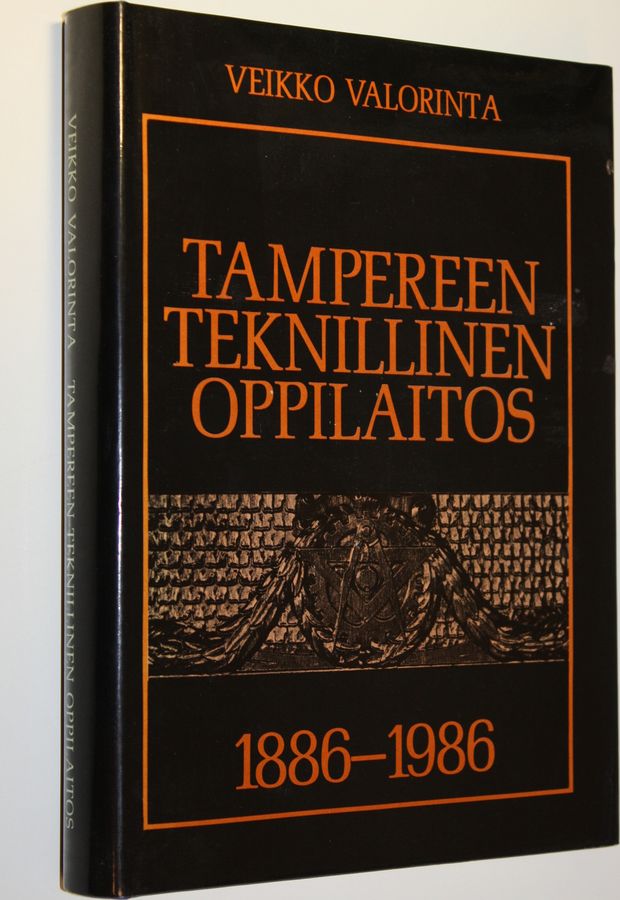 VEIKKO VALORINTA
TAMPEREEN
TEKNILLINEN
OPPILAITOS
1886–1986
VEIKKO VALORINTA TAMPEREEN TEKNILLINEN OPPILAITOS